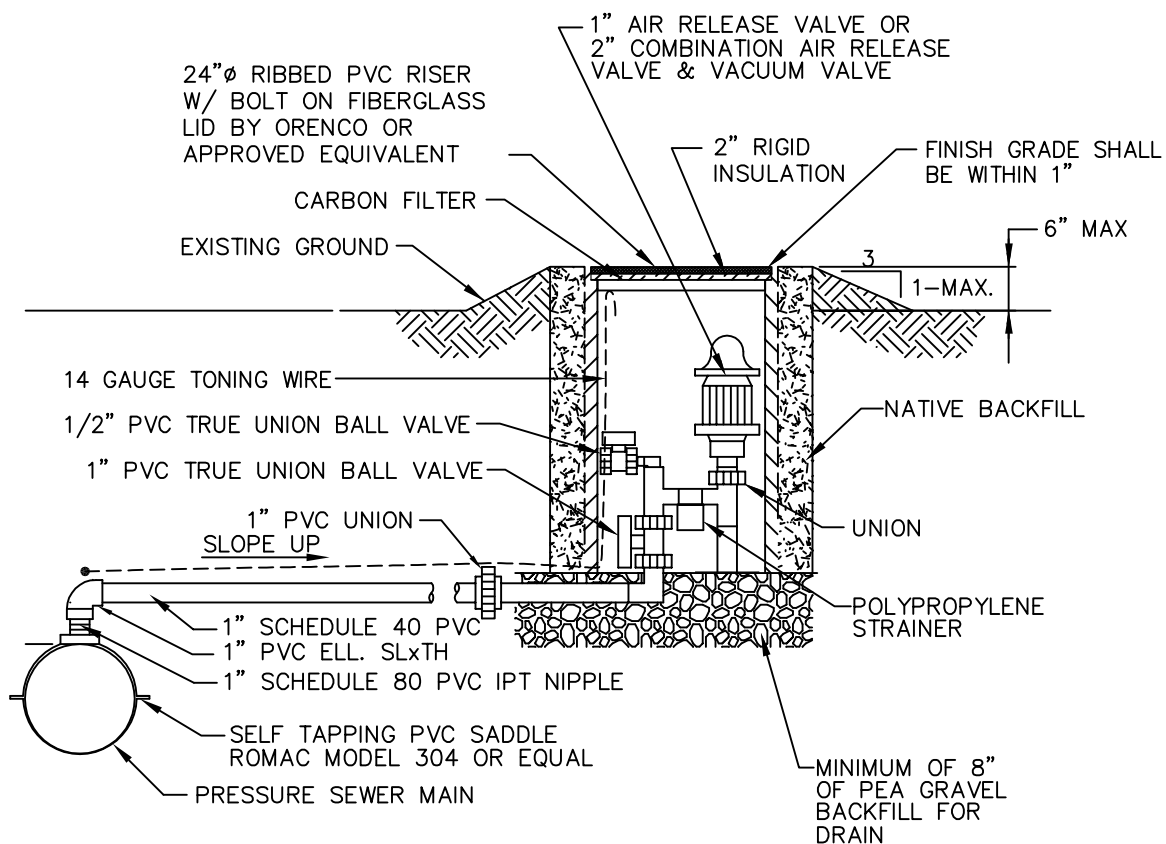 1” AIR RELEASE VALVE OR
2” COMBINATION AIR RELEASE
VALVE & VACUUM VALVE
24”ø RIBBED PVC RISER
W/ BOLT ON FIBERGLASS
LID BY ORENCO OR
APPROVED EQUIVALENT
2” RIGID
INSULATION
FINISH GRADE SHALL
BE WITHIN 1”
CARBON FILTER
6” MAX
EXISTING GROUND
3
1-MAX.
14 GAUGE TONING WIRE
NATIVE BACKFILL
1/2” PVC TRUE UNION BALL VALVE
1” PVC TRUE UNION BALL VALVE
1” PVC UNION
UNION
SLOPE UP
POLYPROPYLENE
STRAINER
1” SCHEDULE 40 PVC
1” PVC ELL. SLxTH
1” SCHEDULE 80 PVC IPT NIPPLE
SELF TAPPING PVC SADDLE
ROMAC MODEL 304 OR EQUAL
PRESSURE SEWER MAIN
MINIMUM OF 8”
OF PEA GRAVEL
BACKFILL FOR
DRAIN